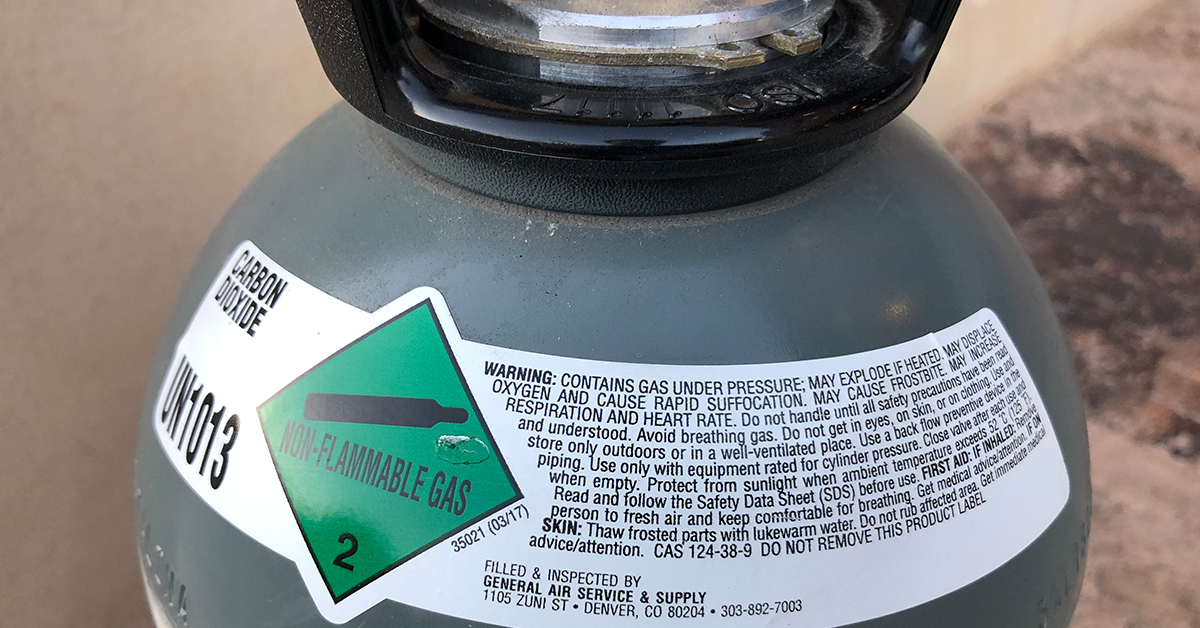 CARBON
DIOXIDE
UN1013
NON-FLAMMABLE GAS
2
35021 (03/17)
WARNING: CONTAINS GAS UNDER PRESSURE; MAY EXPLODE IF HEATED. MAY DISPLACE
OXYGEN AND CAUSE RAPID SUFFOCATION. MAY CAUSE FROSTBITE. MAY INCREASE
RESPIRATION AND HEART RATE. Do not handle until all safety precautions have been read
and understood. Avoid breathing gas. Do not get in eyes, on skin, or on clothing. Use and
store only outdoors or in a well-ventilated place. Use a back flow preventive device in the
piping. Use only with equipment rated for cylinder pressure. Close valve after each use and
when empty. Protect from sunlight when ambient temperature exceeds 52°C (125°F).
Read and follow the Safety Data Sheet (SDS) before use. FIRST AID: IF INHALED: Remove
person to fresh air and keep comfortable for breathing. Get medical advice/attention. IF ON
SKIN: Thaw frosted parts with lukewarm water. Do not rub affected area. Get immediate medical
advice/attention. CAS 124-38-9 DO NOT REMOVE THIS PRODUCT LABEL
FILLED & INSPECTED BY
GENERAL AIR SERVICE & SUPPLY
1105 ZUNI ST • DENVER, CO 80204 • 303-892-7003